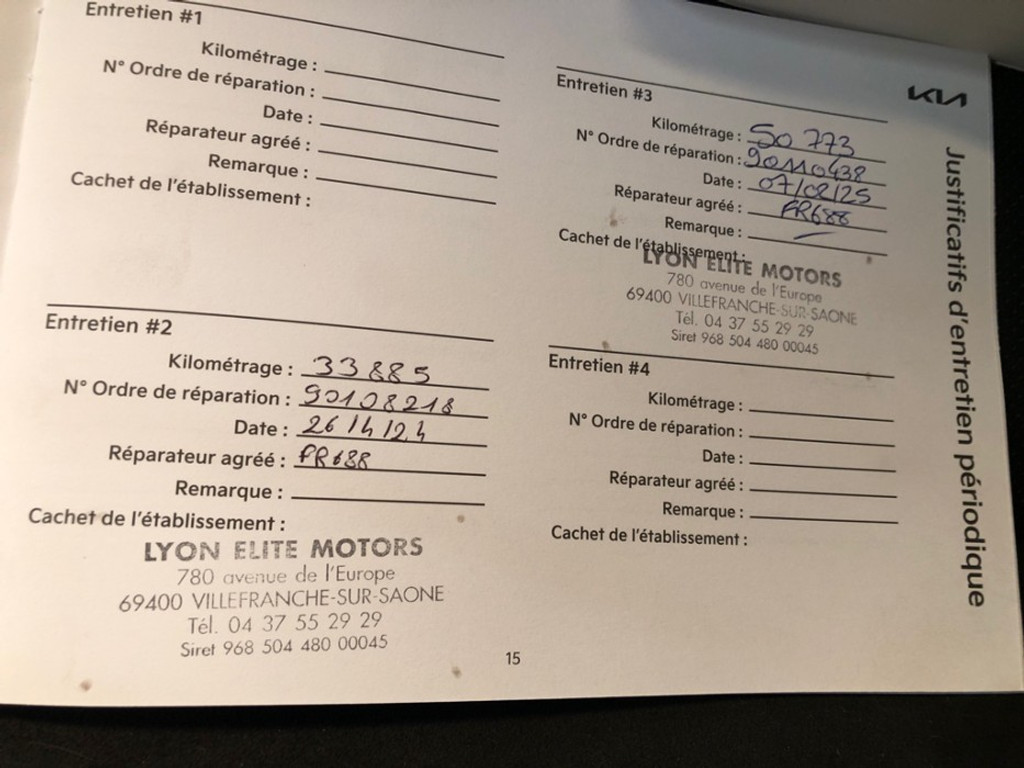 Entretien #1
Kilométrage :
N° Ordre de réparation :
Date :
Réparateur agréé :
Remarque :
Cachet de l'établissement :
Entretien #2
Kilométrage : 33885
N° Ordre de réparation : 90108218
Date : 26/4/24
Réparateur agréé : FR688
Remarque :
Cachet de l'établissement :
LYON ELITE MOTORS
780 avenue de l'Europe
69400 VILLEFRANCHE-SUR-SAONE
Tél. 04 37 55 29 29
Siret 968 504 480 00045
Entretien #3
Kilométrage : 50 773
N° Ordre de réparation : 90110438
Date : 07/02/25
Réparateur agréé : FR688
Remarque : —
Cachet de l'établissement :
LYON ELITE MOTORS
780 avenue de l'Europe
69400 VILLEFRANCHE-SUR-SAONE
Tél. 04 37 55 29 29
Siret 968 504 480 00045
Entretien #4
Kilométrage :
N° Ordre de réparation :
Date :
Réparateur agréé :
Remarque :
Cachet de l'établissement :
KIA
Justificatifs d'entretien périodique
15